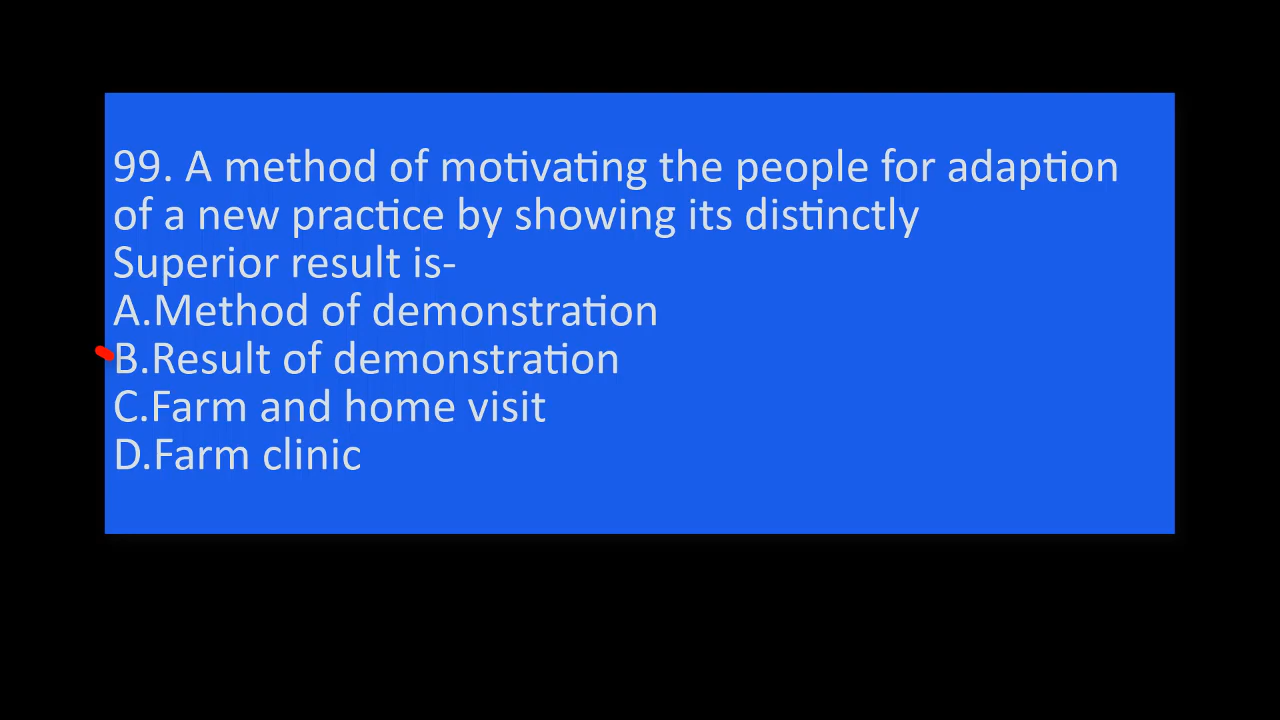 99. A method of motivating the people for adaption
of a new practice by showing its distinctly
Superior result is-
A.Method of demonstration
B.Result of demonstration
C.Farm and home visit
D.Farm clinic